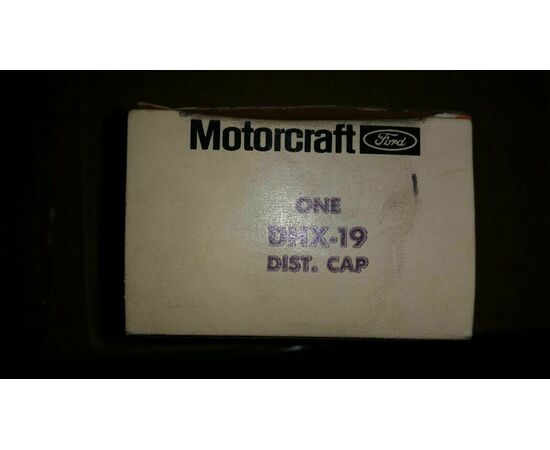 Motorcraft Ford
ONE
DHX-19
DIST. CAP